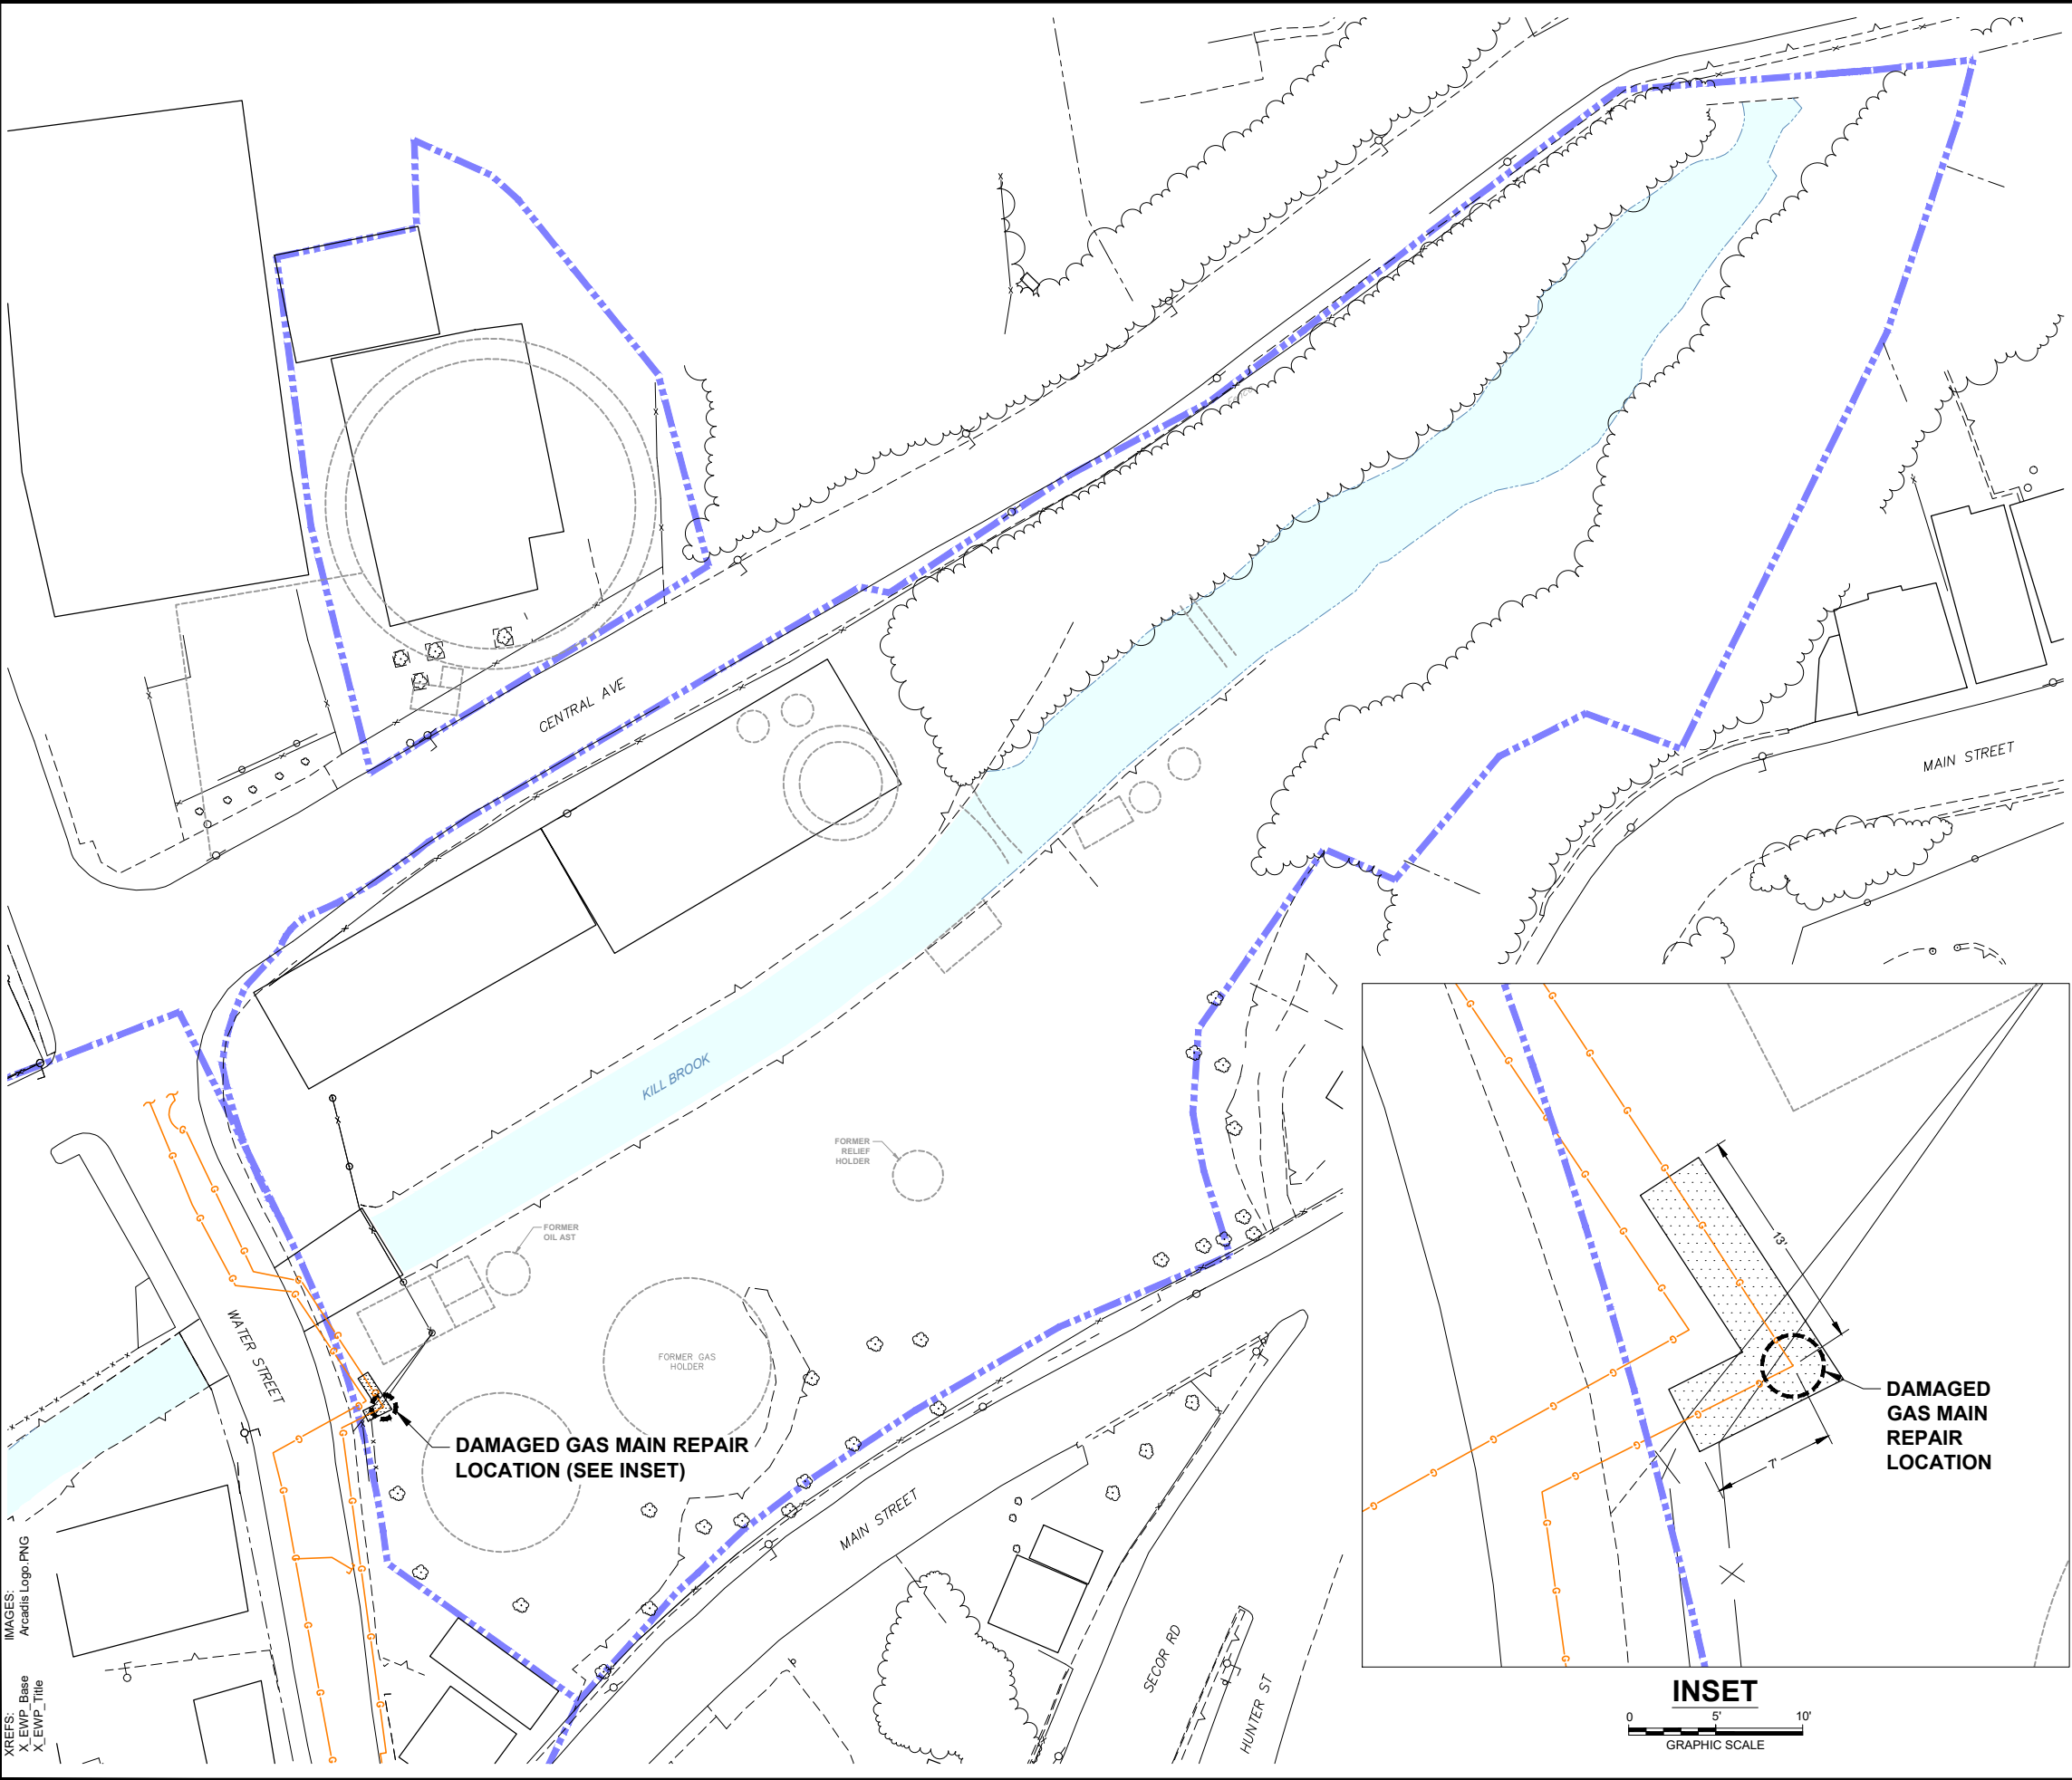 CENTRAL AVE
MAIN STREET
KILL BROOK
FORMER
RELIEF
HOLDER
FORMER
OIL AST
WATER STREET
FORMER GAS
HOLDER
DAMAGED GAS MAIN REPAIR
LOCATION (SEE INSET)
MAIN STREET
SECOR RD
HUNTER ST
13'
7'
DAMAGED
GAS MAIN
REPAIR
LOCATION
INSET
0 5' 10'
GRAPHIC SCALE
IMAGES:
Arcadis Logo.PNG
XREFS:
X_EWP_Base
X_EWP_Title